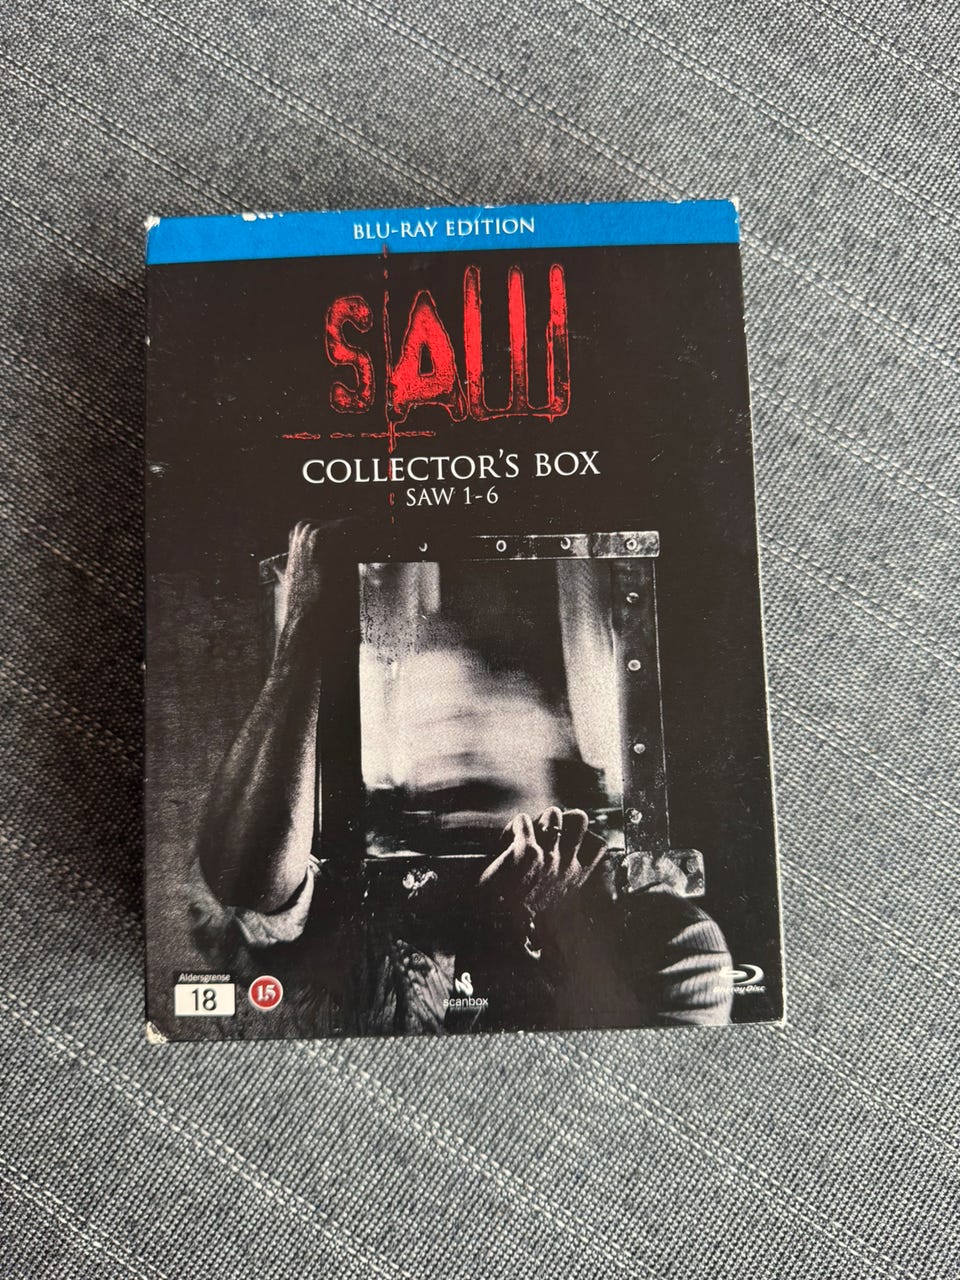 BLU-RAY EDITION
SAW
COLLECTOR'S BOX
SAW 1-6
Aldersgrense
18
15
scanbox
Blu-ray Disc